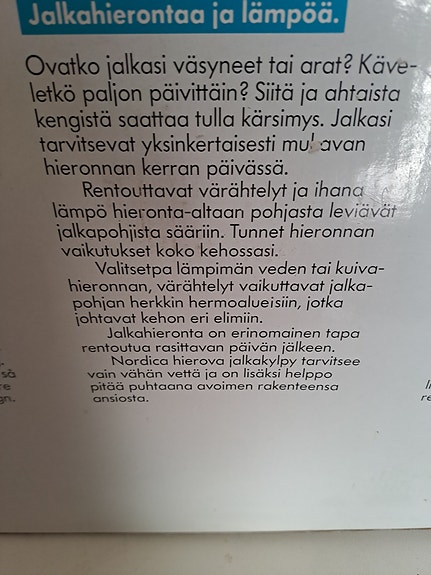 Jalkahierontaa ja lämpöä.
Ovatko jalkasi väsyneet tai arat? Käve-
letkö paljon päivittäin? Siitä ja ahtaista
kengistä saattaa tulla kärsimys. Jalkasi
tarvitsevat yksinkertaisesti mukavan
hieronnan kerran päivässä.
Rentouttavat värähtelyt ja ihana
lämpö hieronta-altaan pohjasta leviävät
jalkapohjista sääriin. Tunnet hieronnan
vaikutukset koko kehossasi.
Valitsetpa lämpimän veden tai kuiva-
hieronnan, värähtelyt vaikuttavat jalka-
pohjan herkkin hermoalueisiin, jotka
johtavat kehon eri elimiin.
Jalkahieronta on erinomainen tapa
rentoutua rasittavan päivän jälkeen.
Nordica hierova jalkakylpy tarvitsee
vain vähän vettä ja on lisäksi helppo
pitää puhtaana avoimen rakenteensa
ansiosta.
så